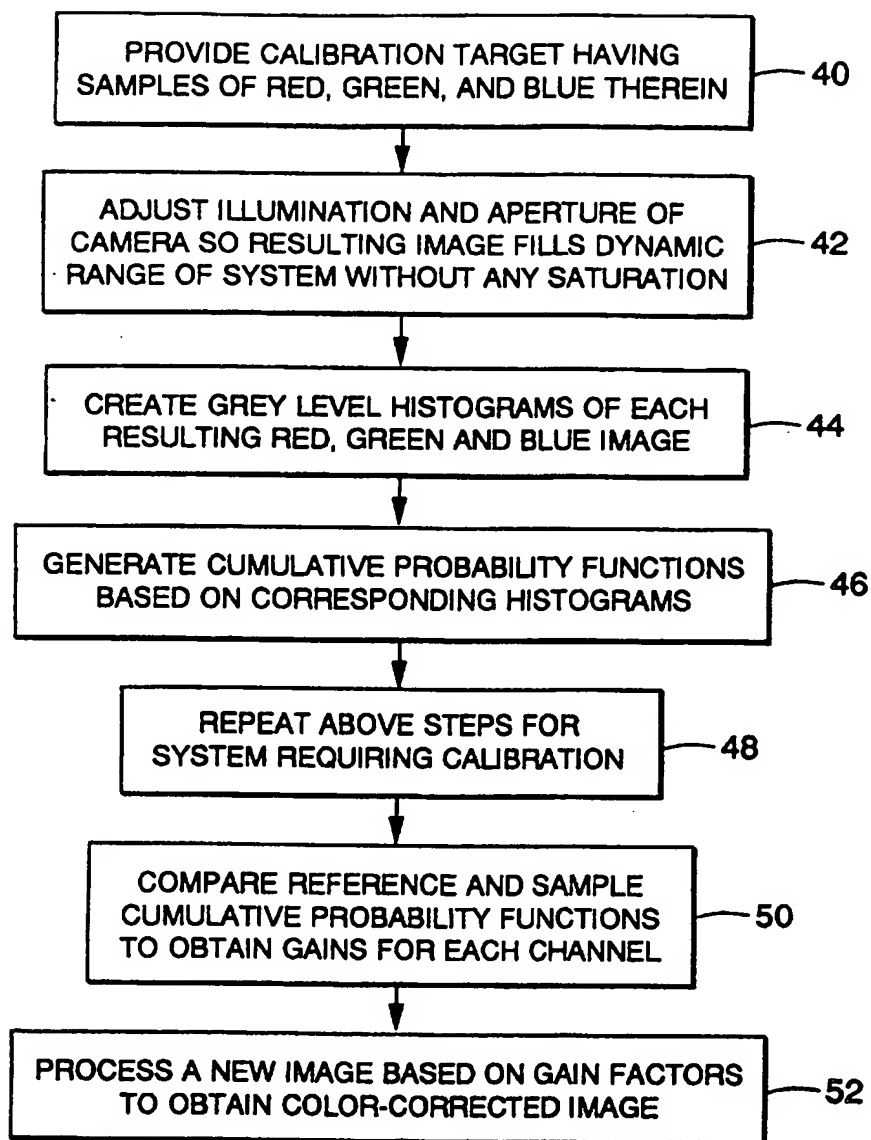 PROVIDE CALIBRATION TARGET HAVING
SAMPLES OF RED, GREEN, AND BLUE THEREIN
40
ADJUST ILLUMINATION AND APERTURE OF
CAMERA SO RESULTING IMAGE FILLS DYNAMIC
RANGE OF SYSTEM WITHOUT ANY SATURATION
42
CREATE GREY LEVEL HISTOGRAMS OF EACH
RESULTING RED, GREEN AND BLUE IMAGE
44
GENERATE CUMULATIVE PROBABILITY FUNCTIONS
BASED ON CORRESPONDING HISTOGRAMS
46
REPEAT ABOVE STEPS FOR
SYSTEM REQUIRING CALIBRATION
48
COMPARE REFERENCE AND SAMPLE
CUMULATIVE PROBABILITY FUNCTIONS
TO OBTAIN GAINS FOR EACH CHANNEL
50
PROCESS A NEW IMAGE BASED ON GAIN FACTORS
TO OBTAIN COLOR-CORRECTED IMAGE
52